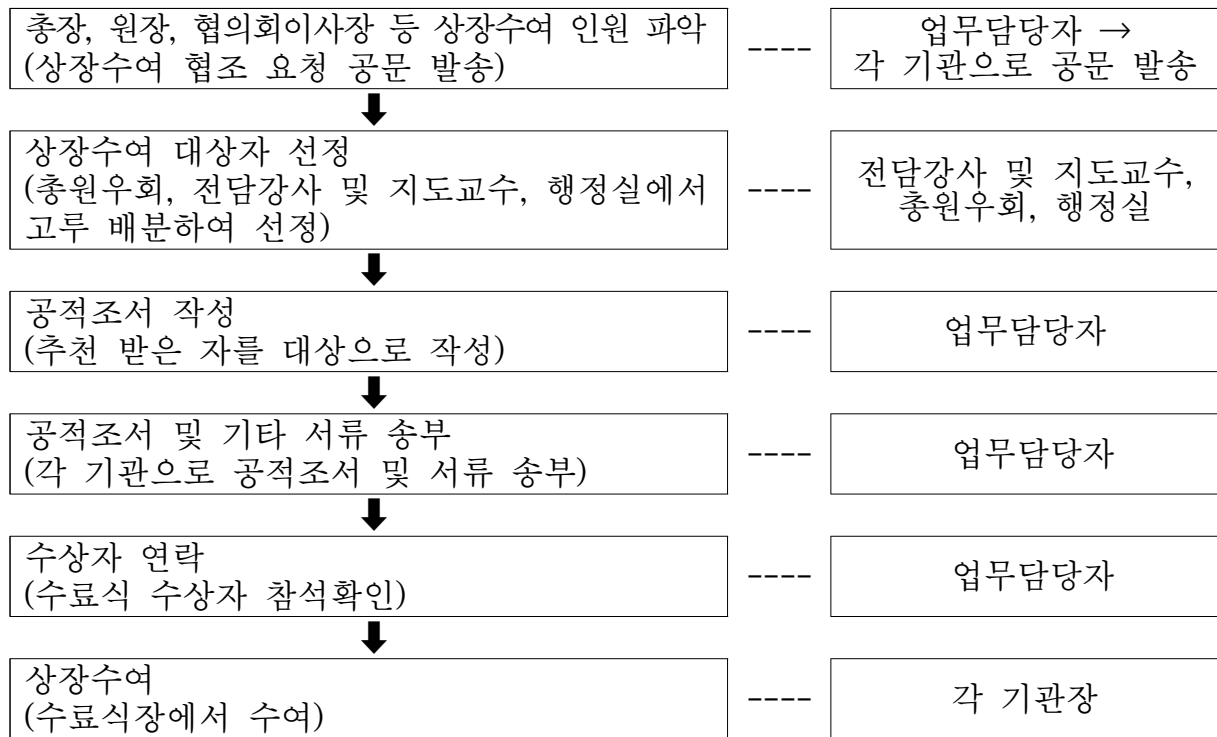 총장, 원장, 협의회이사장 등 상장수여 인원 파악
(상장수여 협조 요청 공문 발송)
----
업무담당자 →
각 기관으로 공문 발송
상장수여 대상자 선정
(총원우회, 전담강사 및 지도교수, 행정실에서
고루 배분하여 선정)
----
전담강사 및 지도교수,
총원우회, 행정실
공적조서 작성
(추천 받은 자를 대상으로 작성)
----
업무담당자
공적조서 및 기타 서류 송부
(각 기관으로 공적조서 및 서류 송부)
----
업무담당자
수상자 연락
(수료식 수상자 참석확인)
----
업무담당자
상장수여
(수료식장에서 수여)
----
각 기관장